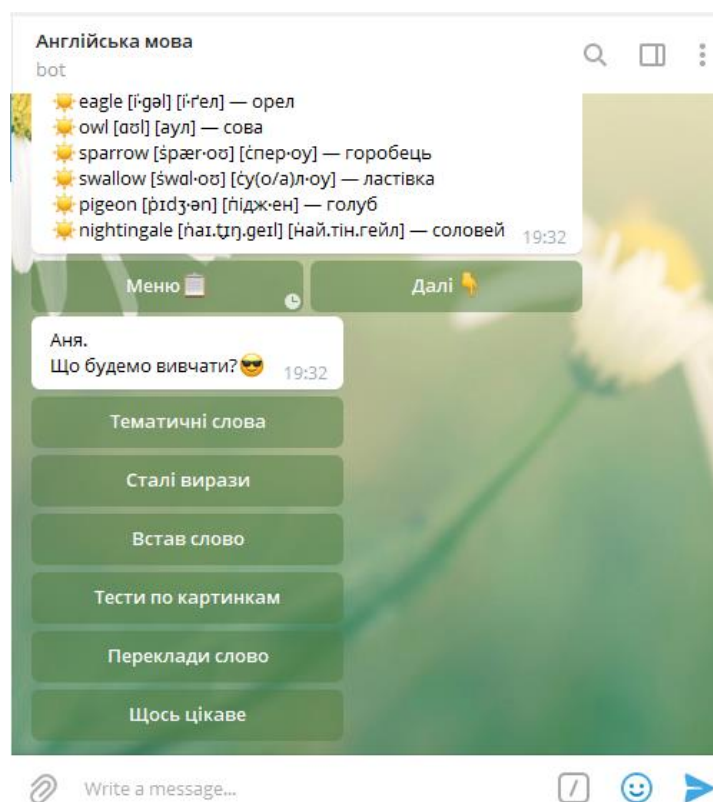 Англійська мова
bot
☀️ eagle [ı̇·gəl] [і́·ґел] — орел
☀️ owl [ɑʊl] [аул] — сова
☀️ sparrow [ṡpær·oʊ] [ċпер·оу] — горобець
☀️ swallow [ṡwɑl·oʊ] [ċу(о/а)л·оу] — ластівка
☀️ pigeon [ṗɪdʒ·ən] [ṅідж·ен] — голуб
☀️ nightingale [ṅaɪ.tɪŋ.ɡeɪl] [ṅай.тін.гейл] — соловей 19:32
Меню📋 Далі 👇
Аня.
Що будемо вивчати?😎 19:32
Тематичні слова
Сталі вирази
Встав слово
Тести по картинкам
Переклади слово
Щось цікаве
Write a message...